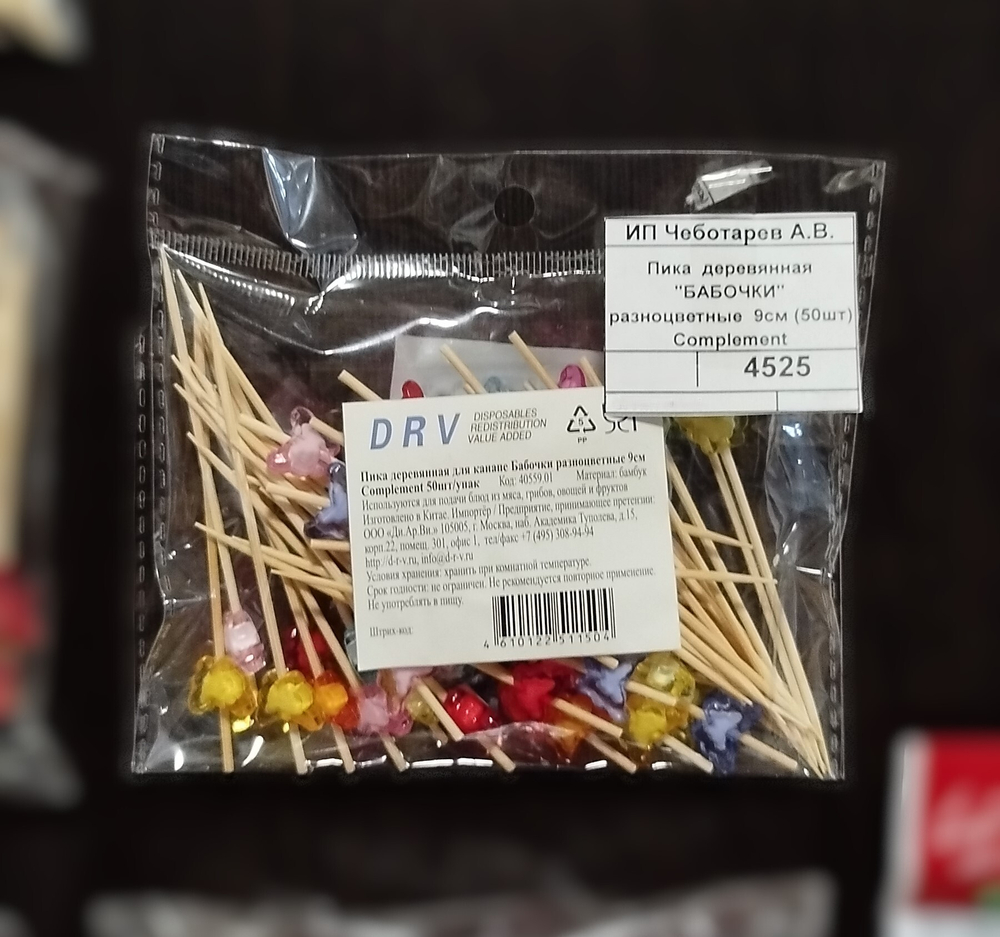 ИП Чеботарев А.В.
Пика деревянная
"БАБОЧКИ"
разноцветные 9см (50шт)
Complement
4525
DRV
DISPOSABLES
REDISTRIBUTION
VALUE ADDED
5
PP
Пика деревянная для канапе Бабочки разноцветные 9см
Complement 50шт/упак Код: 40559.01 Материал: бамбук
Используются для подачи блюд из мяса, грибов, овощей и фруктов
Изготовлено в Китае. Импортёр / Предприятие, принимающее претензии:
ООО «Ди.Ар.Ви.» 105005, г. Москва, наб. Академика Туполева, д.15,
корп.22, помещ. 301, офис 1, тел/факс +7 (495) 308-94-94
http://d-r-v.ru, info@d-r-v.ru
Условия хранения: хранить при комнатной температуре.
Срок годности: не ограничен. Не рекомендуется повторное применение.
Не употреблять в пищу.
Штрих-код:
4 610122 511504